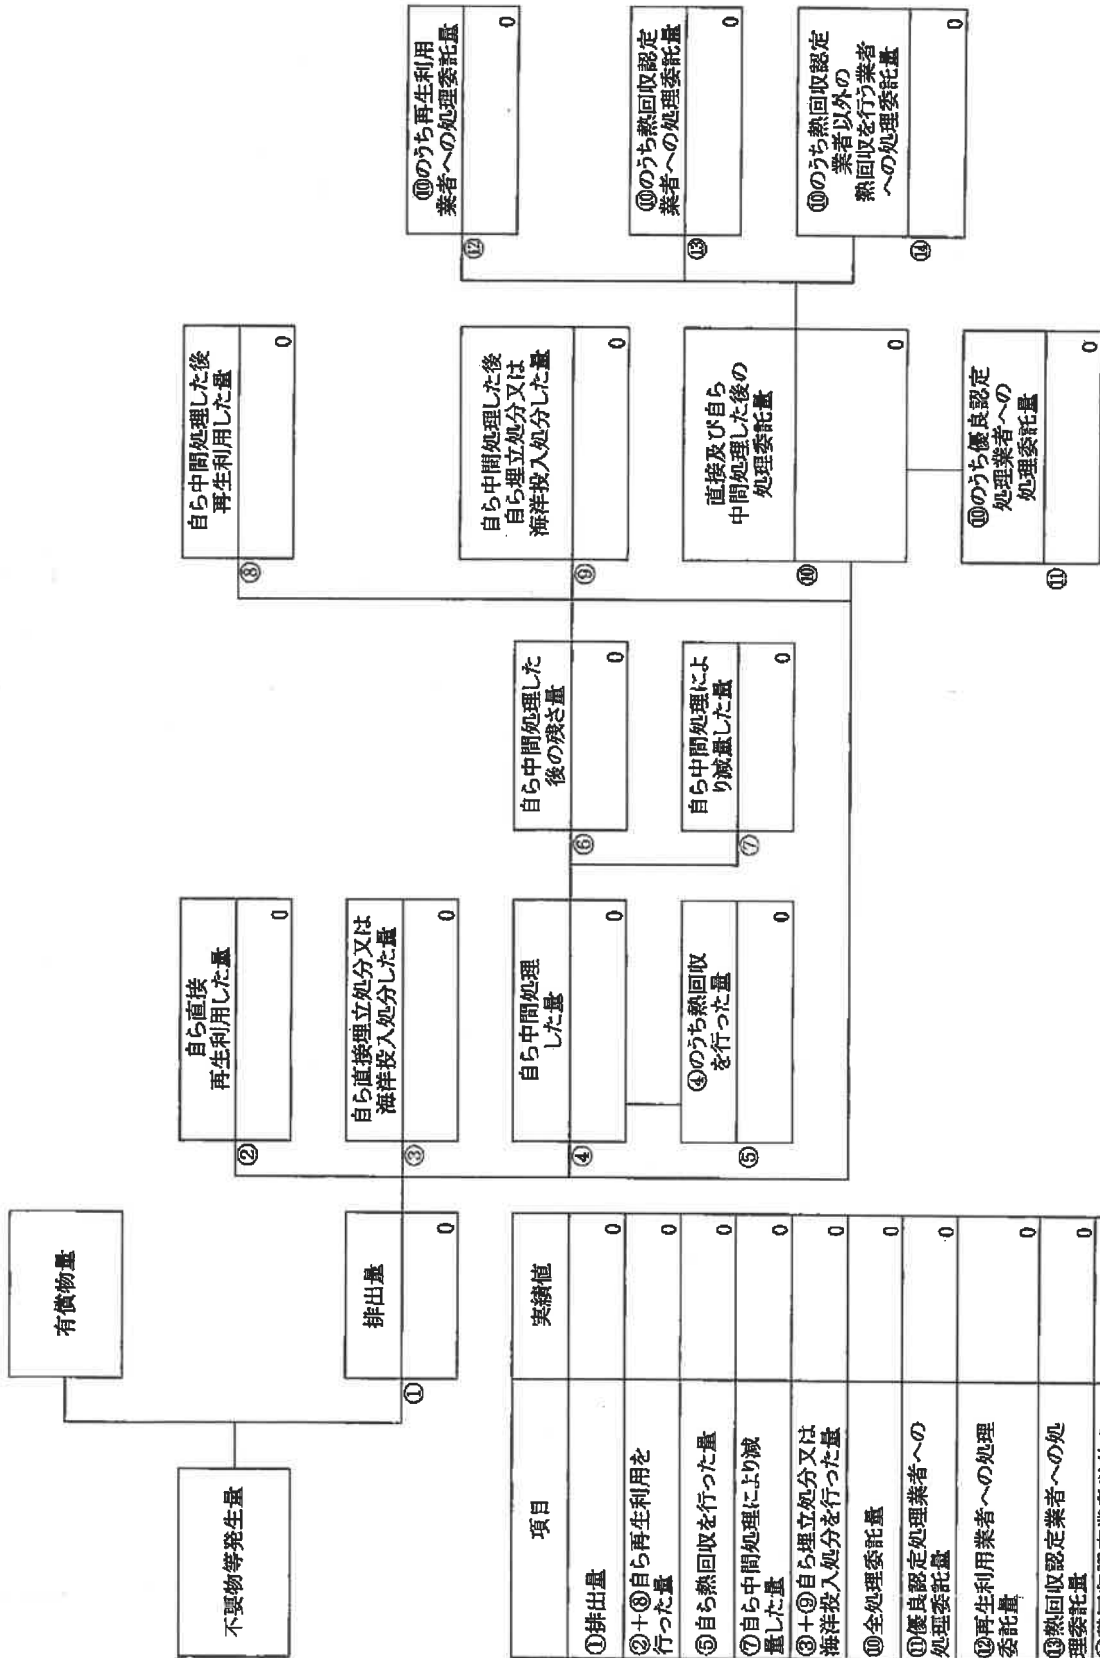 不要物等発生量
有償物量
①
排出量
0
②
自ら直接
再生利用した量
0
③
自ら直接埋立処分又は
海洋投入処分した量
0
④
自ら中間処理
した量
0
⑤
④のうち熱回収
を行った量
0
⑥
自ら中間処理した
後の残さ量
0
⑦
自ら中間処理によ
り減量した量
0
⑧
自ら中間処理した後
再生利用した量
0
⑨
自ら中間処理した後
自ら埋立処分又は
海洋投入処分した量
0
⑩
直接及び自ら
中間処理した後の
処理委託量
0
⑪
⑩のうち優良認定
処理業者への
処理委託量
0
⑫
⑩のうち再生利用
業者への処理委託量
0
⑬
⑩のうち熱回収認定
業者への処理委託量
0
⑭
⑩のうち熱回収認定
業者以外の
熱回収を行う業者
への処理委託量
0
項目 実績値
①排出量 0
②+⑧自ら再生利用を
行った量 0
⑤自ら熱回収を行った量 0
⑦自ら中間処理により減
量した量 0
③+⑨自ら埋立処分又は
海洋投入処分を行った量 0
⑩全処理委託量 0
⑪優良認定処理業者への
処理委託量 0
⑫再生利用業者への処理
委託量 0
⑬熱回収認定業者への処
理委託量 0